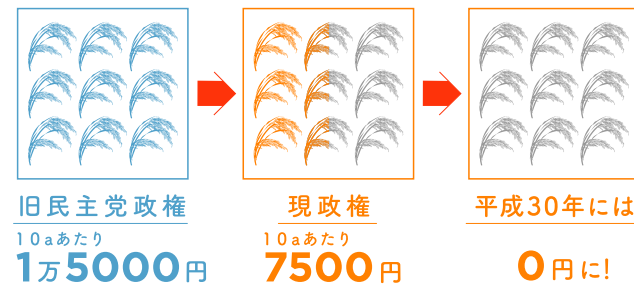 旧民主党政権
10aあたり
1万5000円
現政権
10aあたり
7500円
平成30年には
0円に!